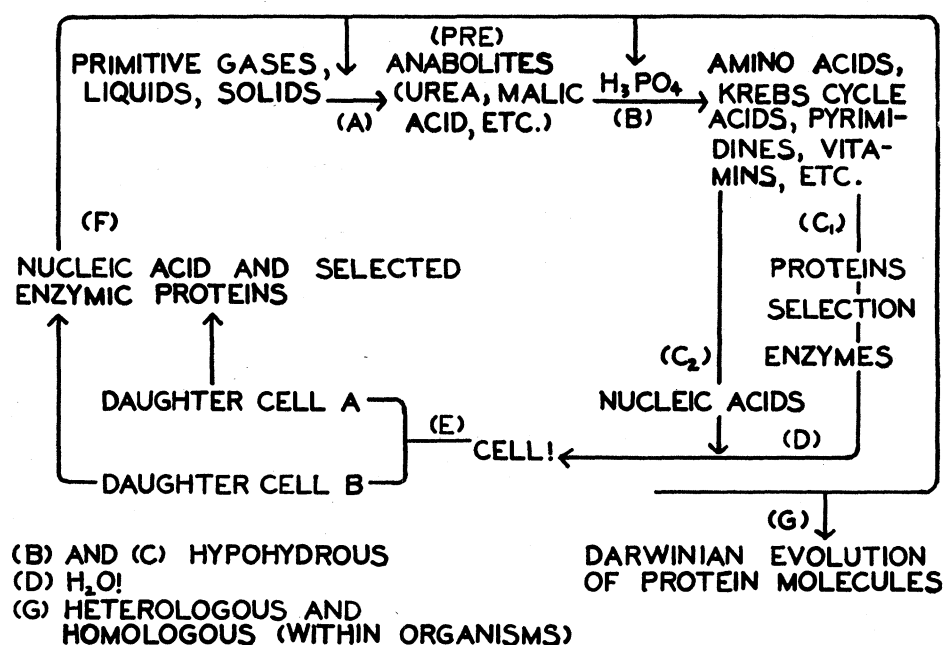 (PRE)
PRIMITIVE GASES,
LIQUIDS, SOLIDS
(A)
ANABOLITES
(UREA, MALIC
ACID, ETC.)
H₃PO₄
(B)
AMINO ACIDS,
KREBS CYCLE
ACIDS, PYRIMI-
DINES, VITA-
MINS, ETC.
(F)
(C₁)
NUCLEIC ACID AND SELECTED
ENZYMIC PROTEINS
PROTEINS
SELECTION
ENZYMES
(C₂)
NUCLEIC ACIDS
DAUGHTER CELL A
(E)
(D)
CELL!
DAUGHTER CELL B
(G)
DARWINIAN EVOLUTION
OF PROTEIN MOLECULES
(B) AND (C) HYPOHYDROUS
(D) H₂O!
(G) HETEROLOGOUS AND
HOMOLOGOUS (WITHIN ORGANISMS)